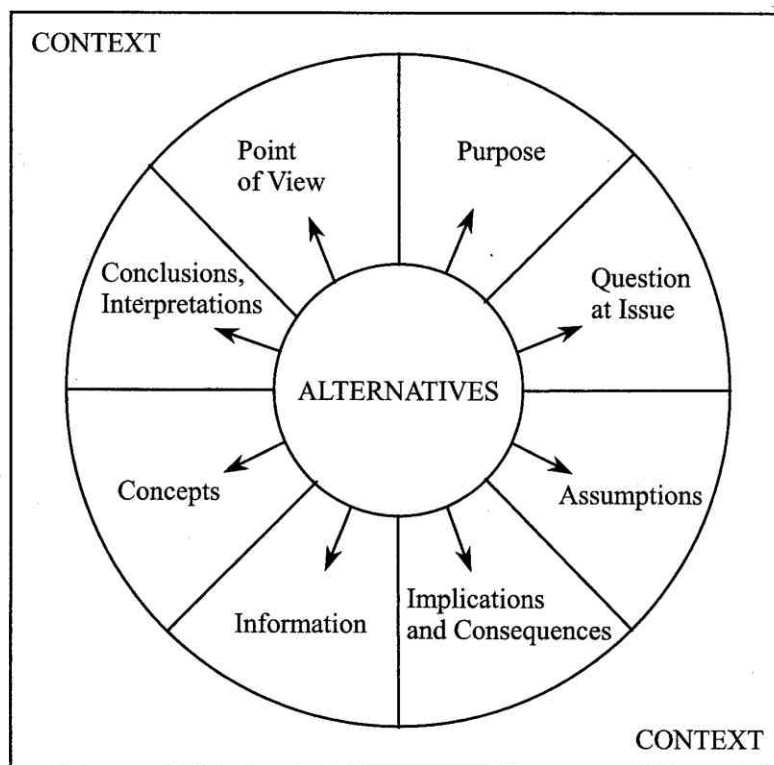 CONTEXT
Point
of View
Purpose
Conclusions,
Interpretations
Question
at Issue
ALTERNATIVES
Concepts
Assumptions
Information
Implications
and Consequences
CONTEXT